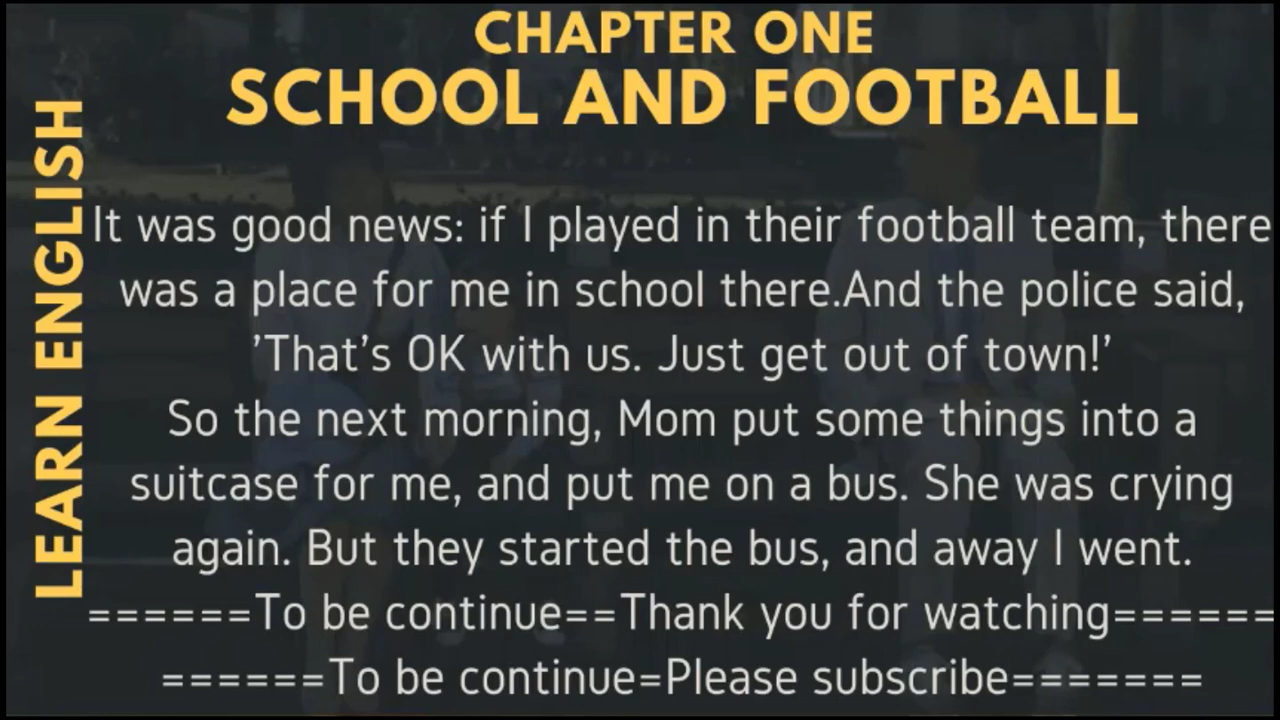 CHAPTER ONE
SCHOOL AND FOOTBALL
LEARN ENGLISH
It was good news: if I played in their football team, there
was a place for me in school there.And the police said,
’That’s OK with us. Just get out of town!’
So the next morning, Mom put some things into a
suitcase for me, and put me on a bus. She was crying
again. But they started the bus, and away I went.
======To be continue==Thank you for watching======
======To be continue=Please subscribe=======